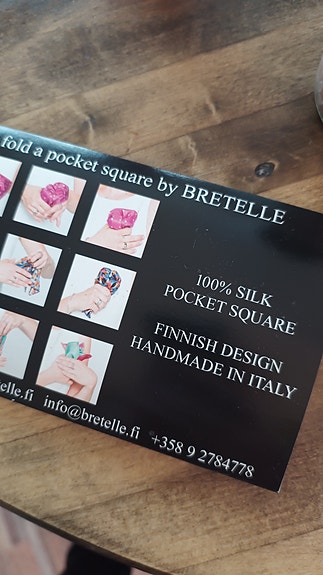 fold a pocket square by BRETELLE
100% SILK
POCKET SQUARE
FINNISH DESIGN
HANDMADE IN ITALY
elle.fi info@bretelle.fi +358 9 2784778